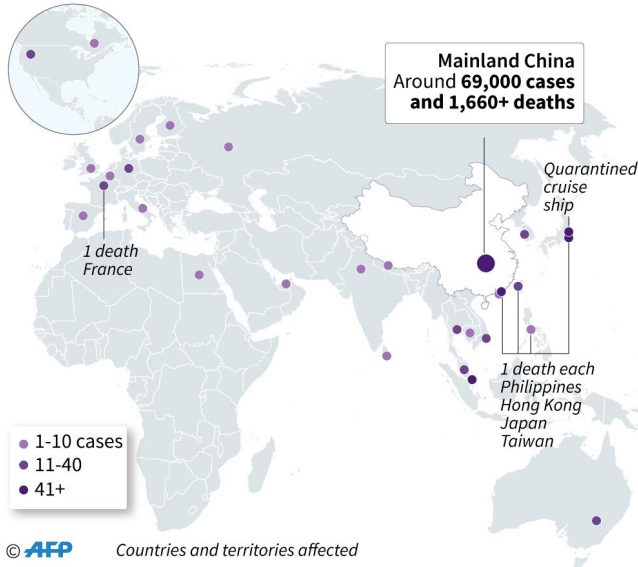 Mainland China
Around 69,000 cases
and 1,660+ deaths
Quarantined
cruise
ship
1 death
France
1 death each
Philippines
Hong Kong
Japan
Taiwan
1-10 cases
11-40
41+
© AFP
Countries and territories affected